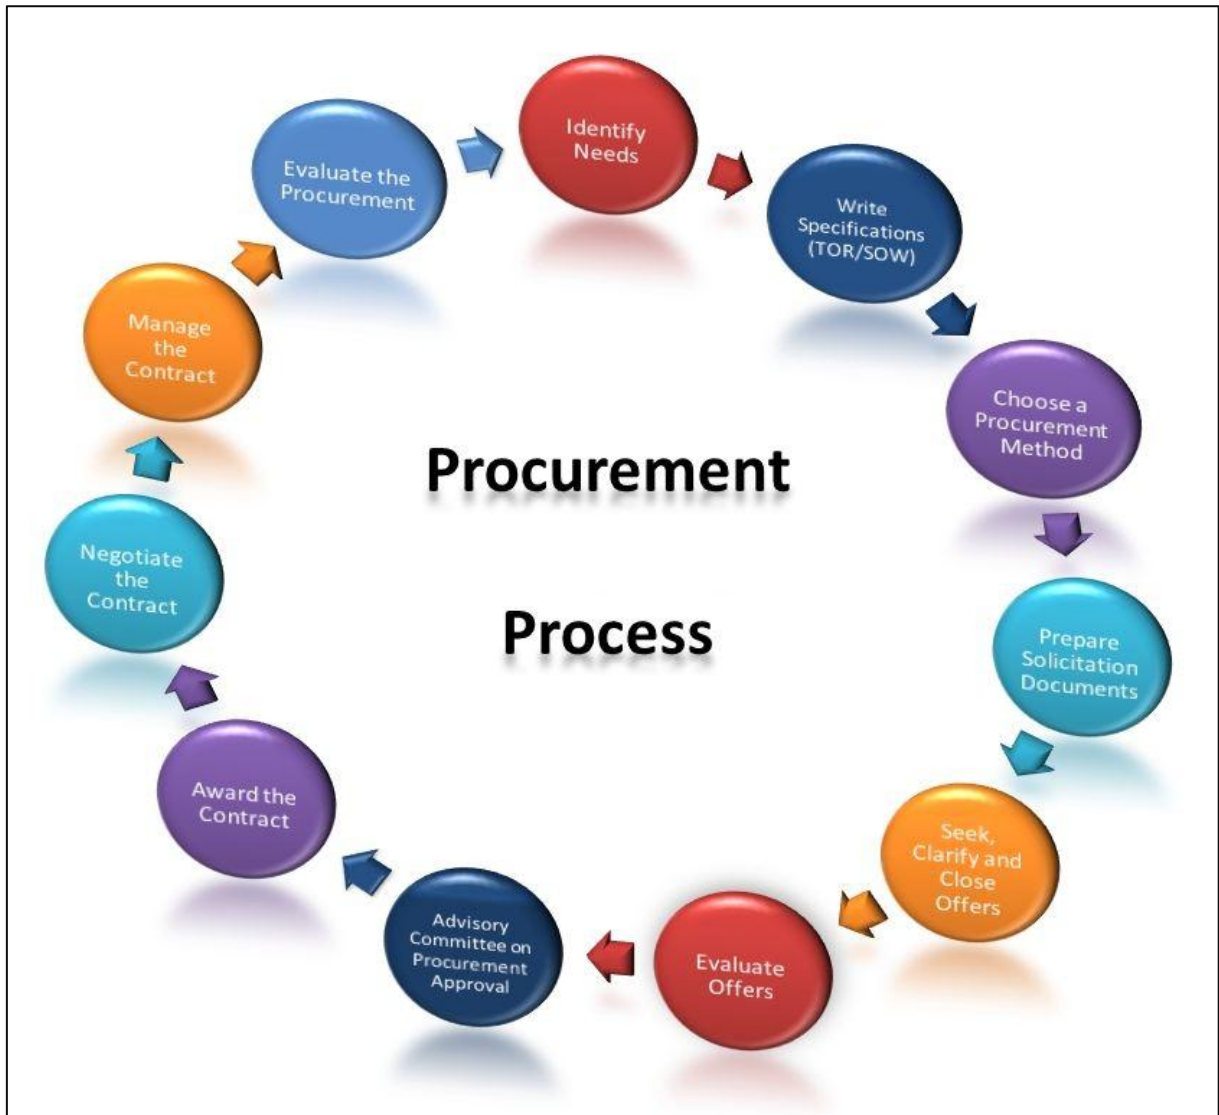 Identify
Needs
Write
Specifications
(TOR/SOW)
Choose a
Procurement
Method
Prepare
Solicitation
Documents
Seek,
Clarify and
Close
Offers
Evaluate
Offers
Advisory
Committee on
Procurement
Approval
Award the
Contract
Negotiate
the
Contract
Manage
the
Contract
Evaluate the
Procurement
Procurement
Process